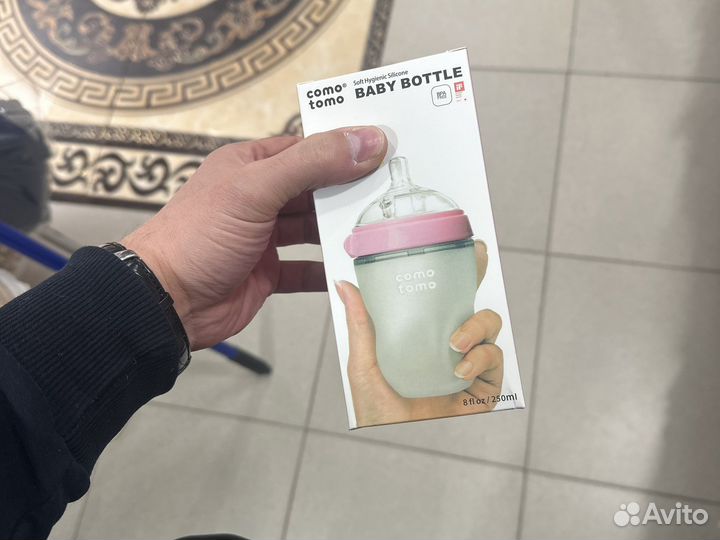 como®
tomo
Soft Hygienic Silicone
BABY BOTTLE
como
tomo
8 fl oz / 250ml
Avito